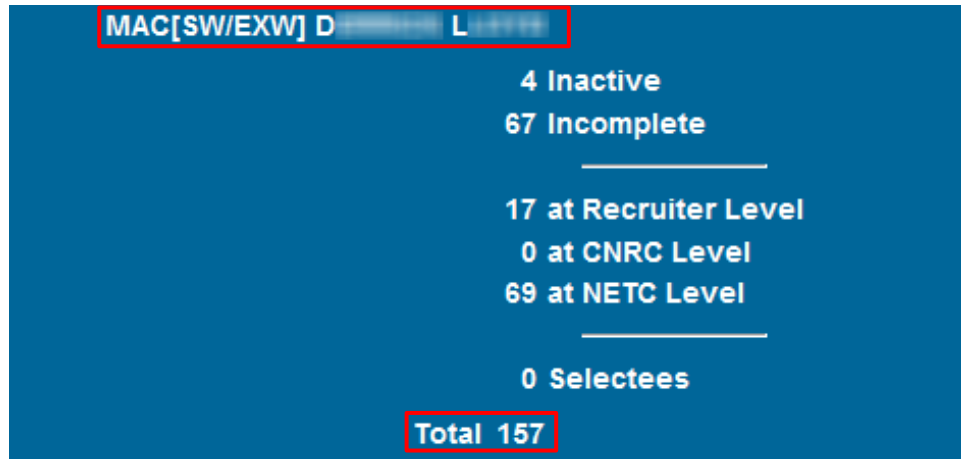 MAC[SW/EXW] D L
4 Inactive
67 Incomplete
17 at Recruiter Level
0 at CNRC Level
69 at NETC Level
0 Selectees
Total 157